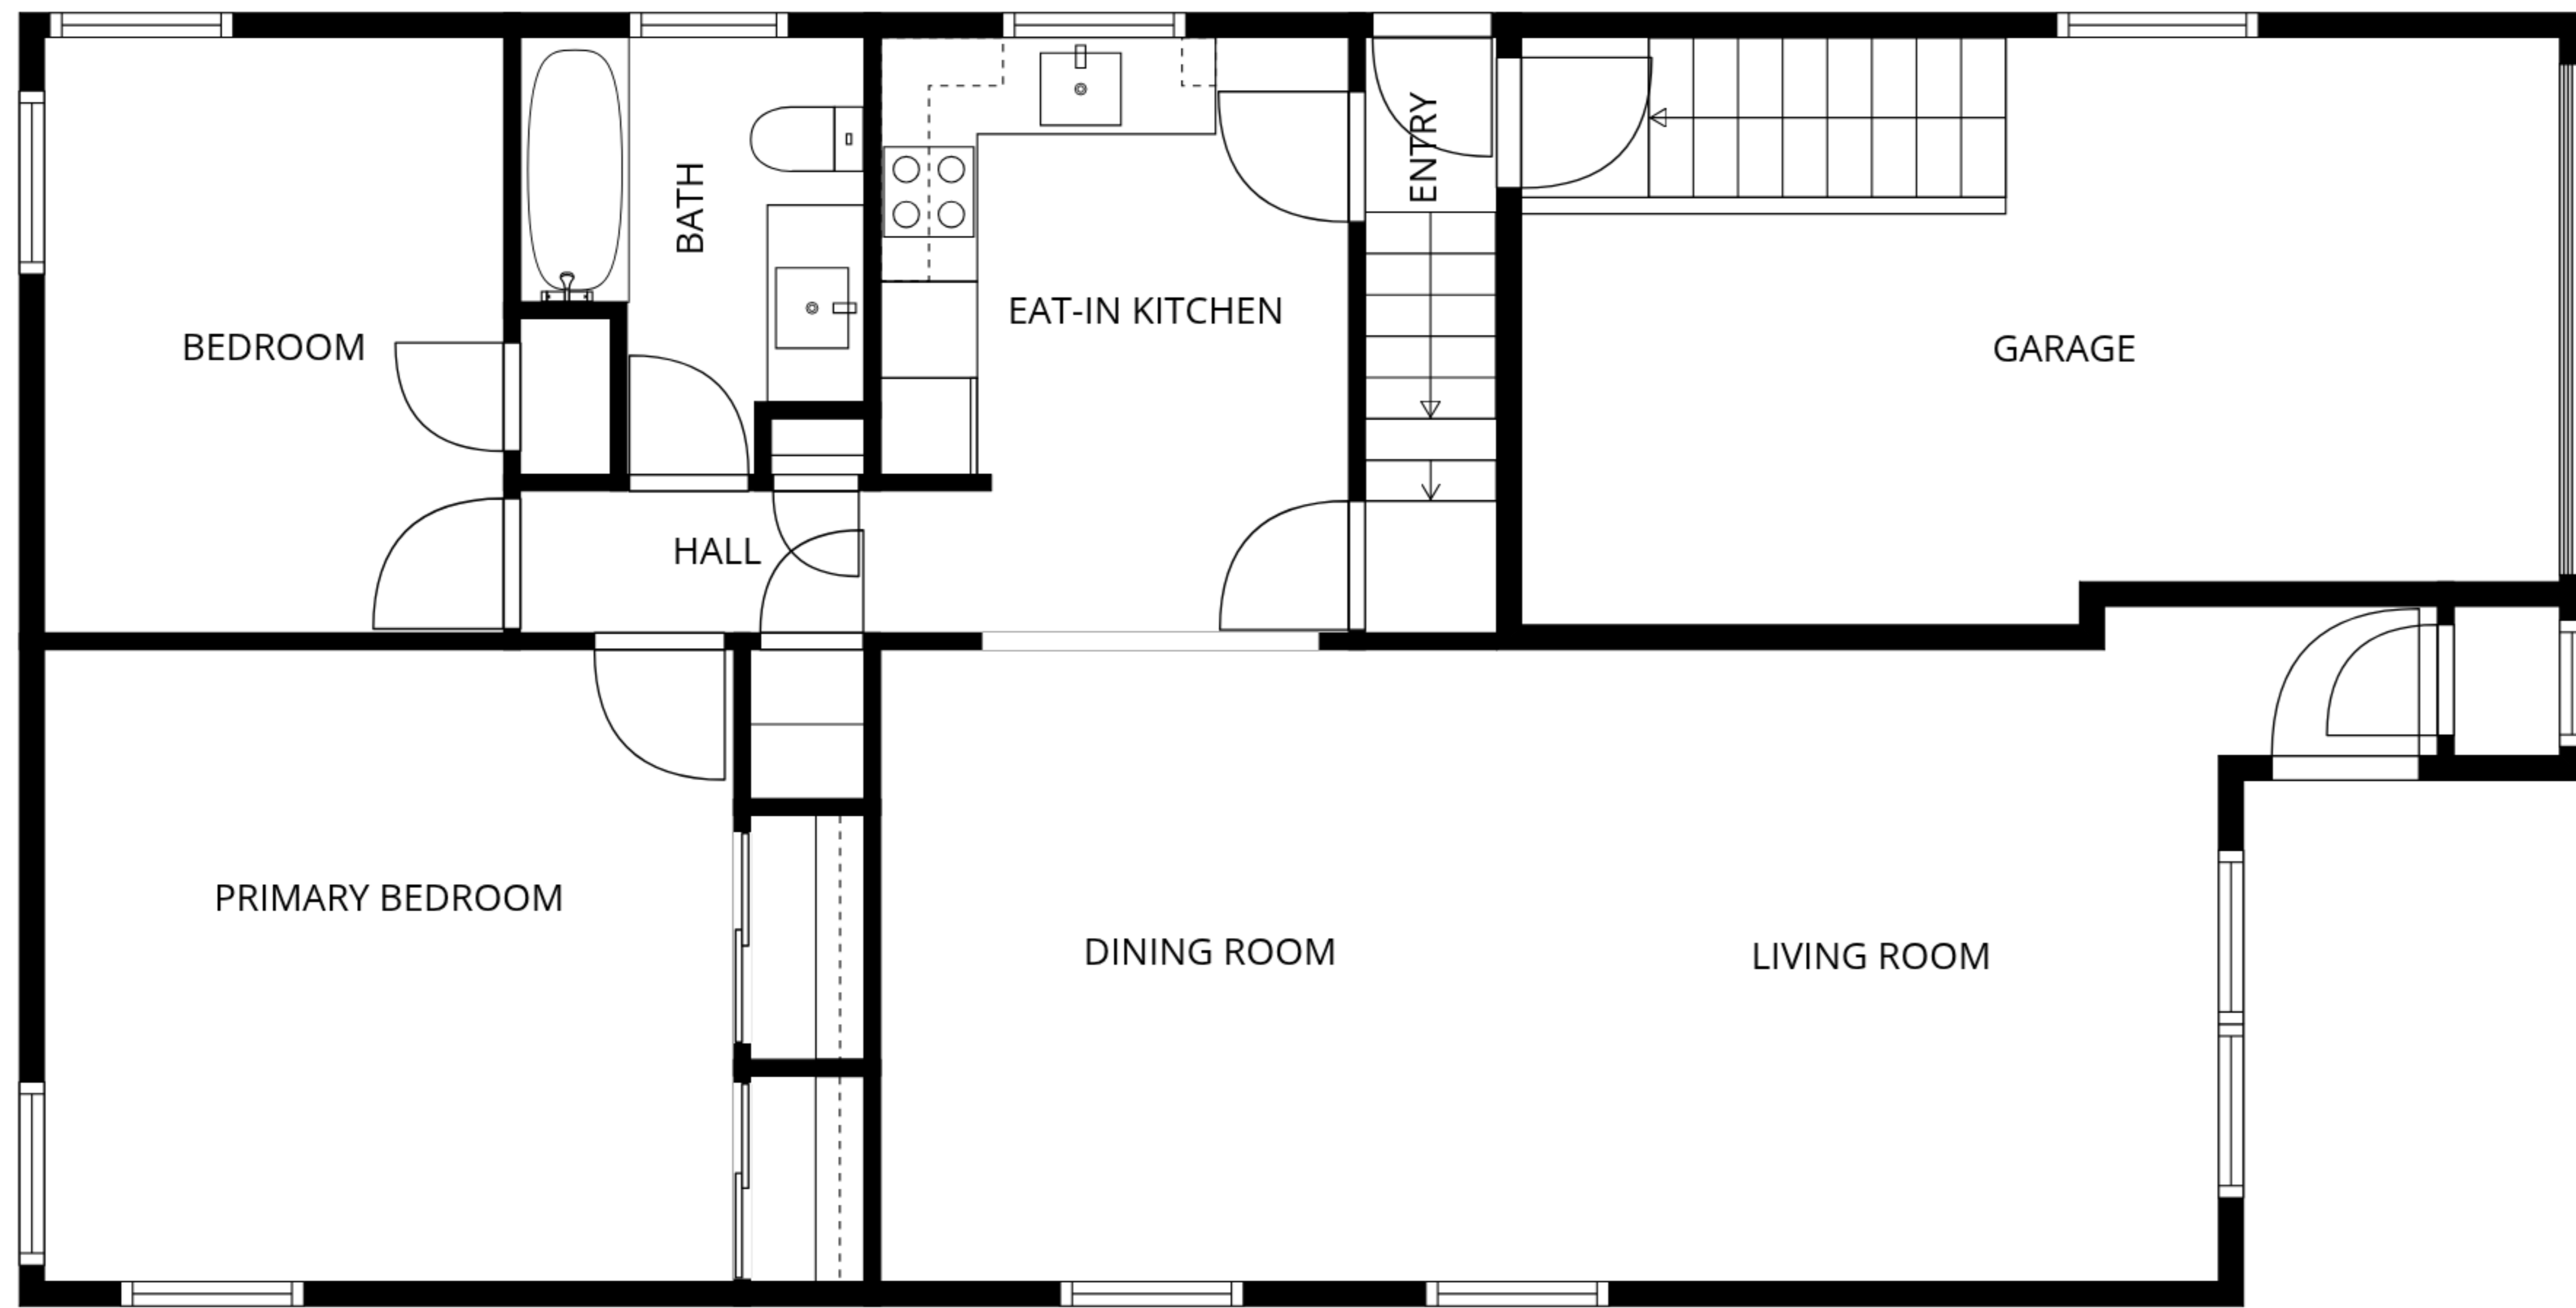 ENTRY
BATH
EAT-IN KITCHEN
BEDROOM
GARAGE
HALL
PRIMARY BEDROOM
DINING ROOM
LIVING ROOM